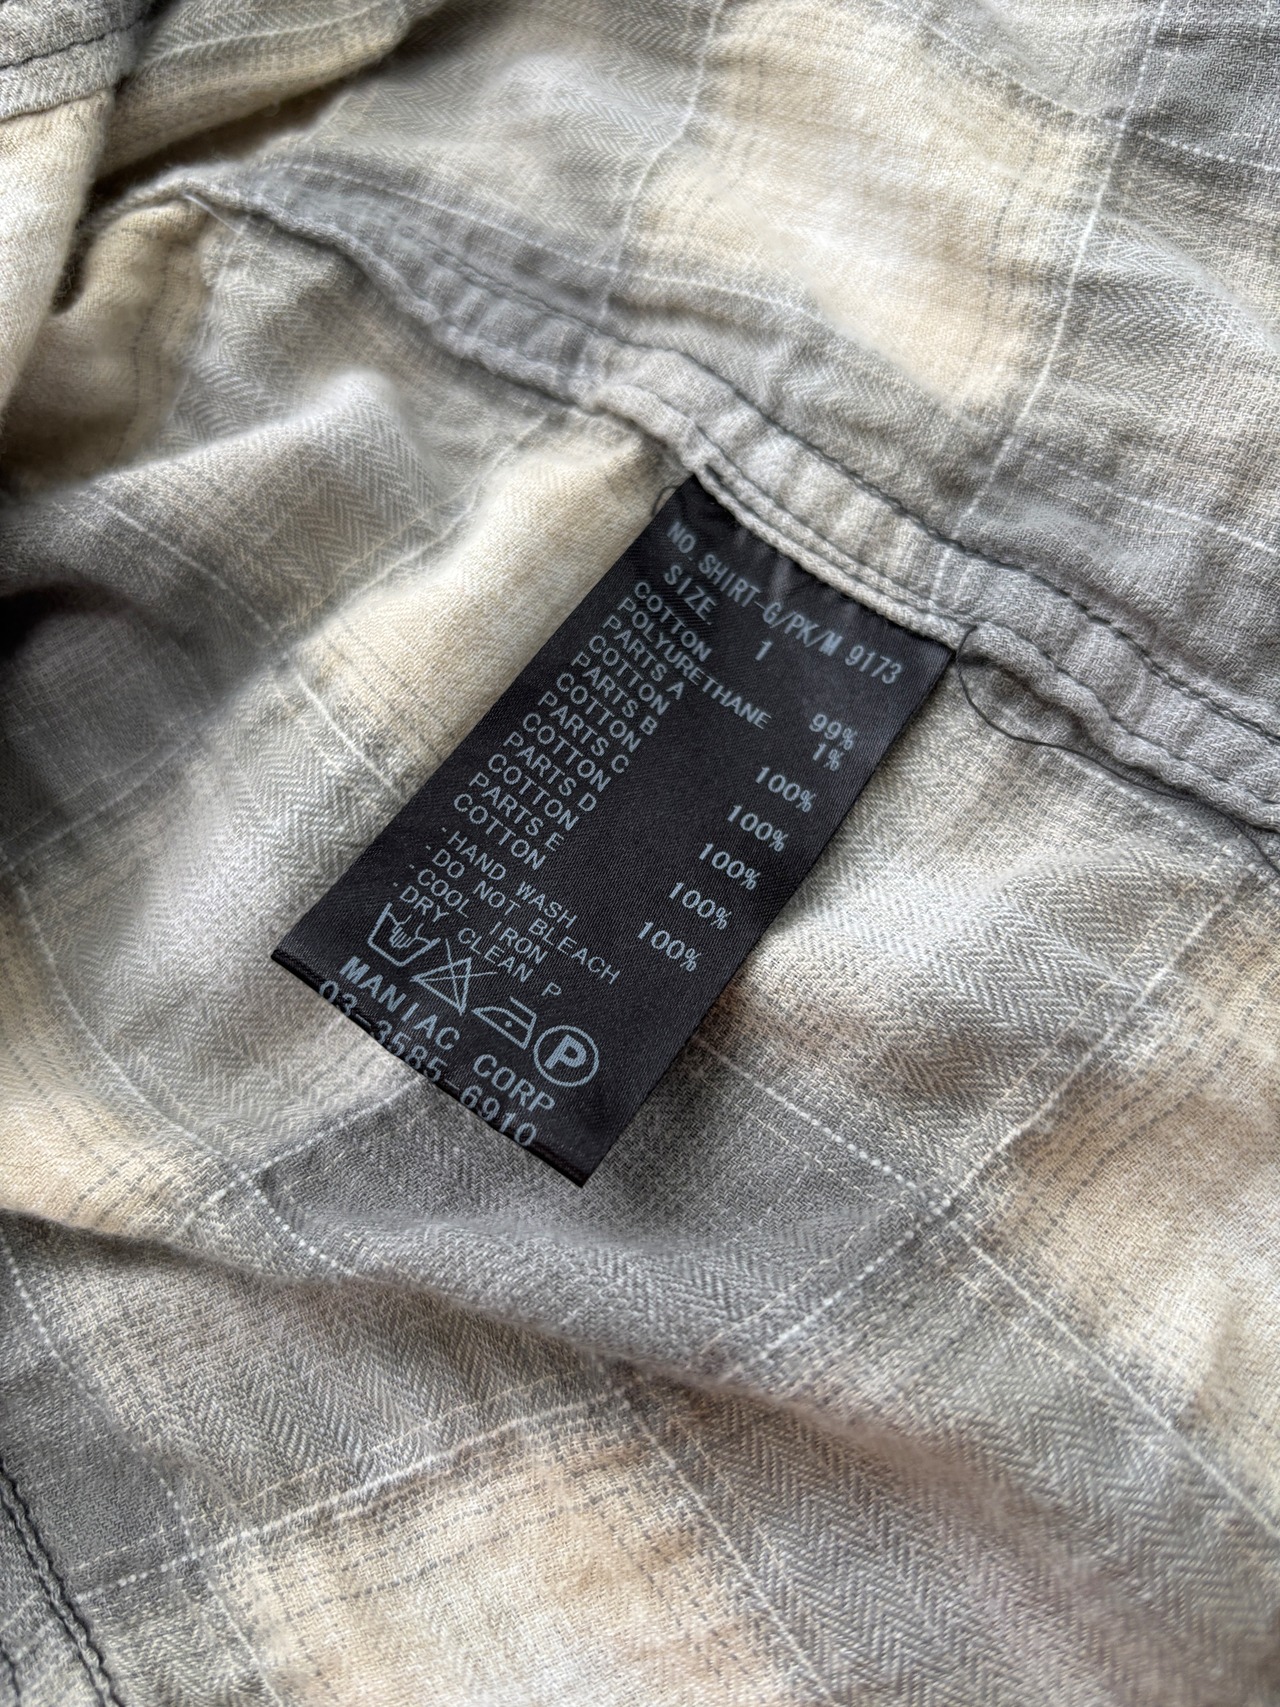 NO.SHIRT-G/PK/M 9173
SIZE. 1
COTTON 99%
POLYURETHANE 1%
PARTS A
COTTON 100%
PARTS B
COTTON 100%
PARTS C
COTTON 100%
PARTS D
COTTON 100%
PARTS E
COTTON 100%
·HAND WASH
·DO NOT BLEACH
·COOL IRON
·DRY CLEAN P
P
MANIAC CORP
03-3585-6910